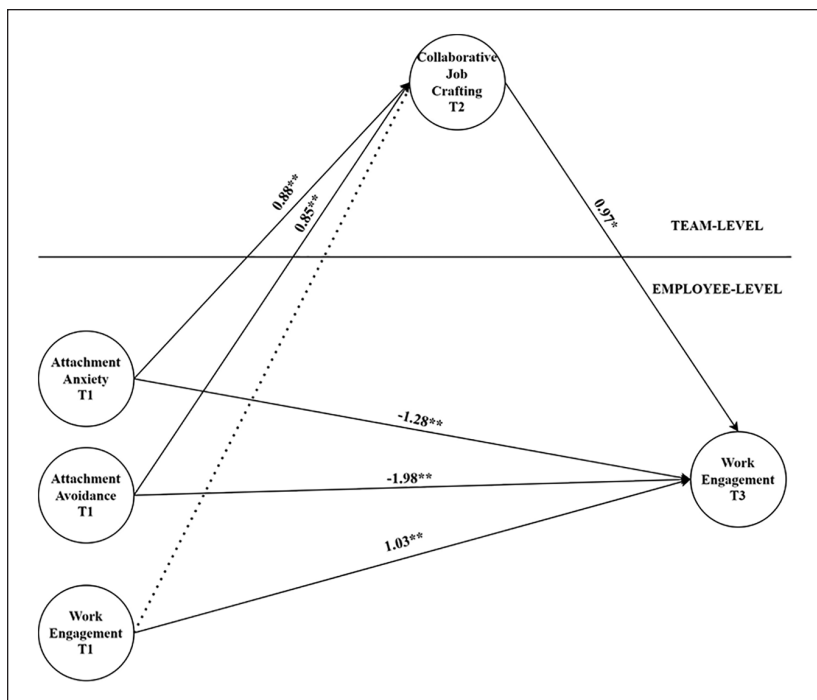 Collaborative
Job
Crafting
T2
0.88**
0.85**
0.97*
TEAM-LEVEL
EMPLOYEE-LEVEL
Attachment
Anxiety
T1
-1.28**
Attachment
Avoidance
T1
-1.98**
Work
Engagement
T3
1.03**
Work
Engagement
T1